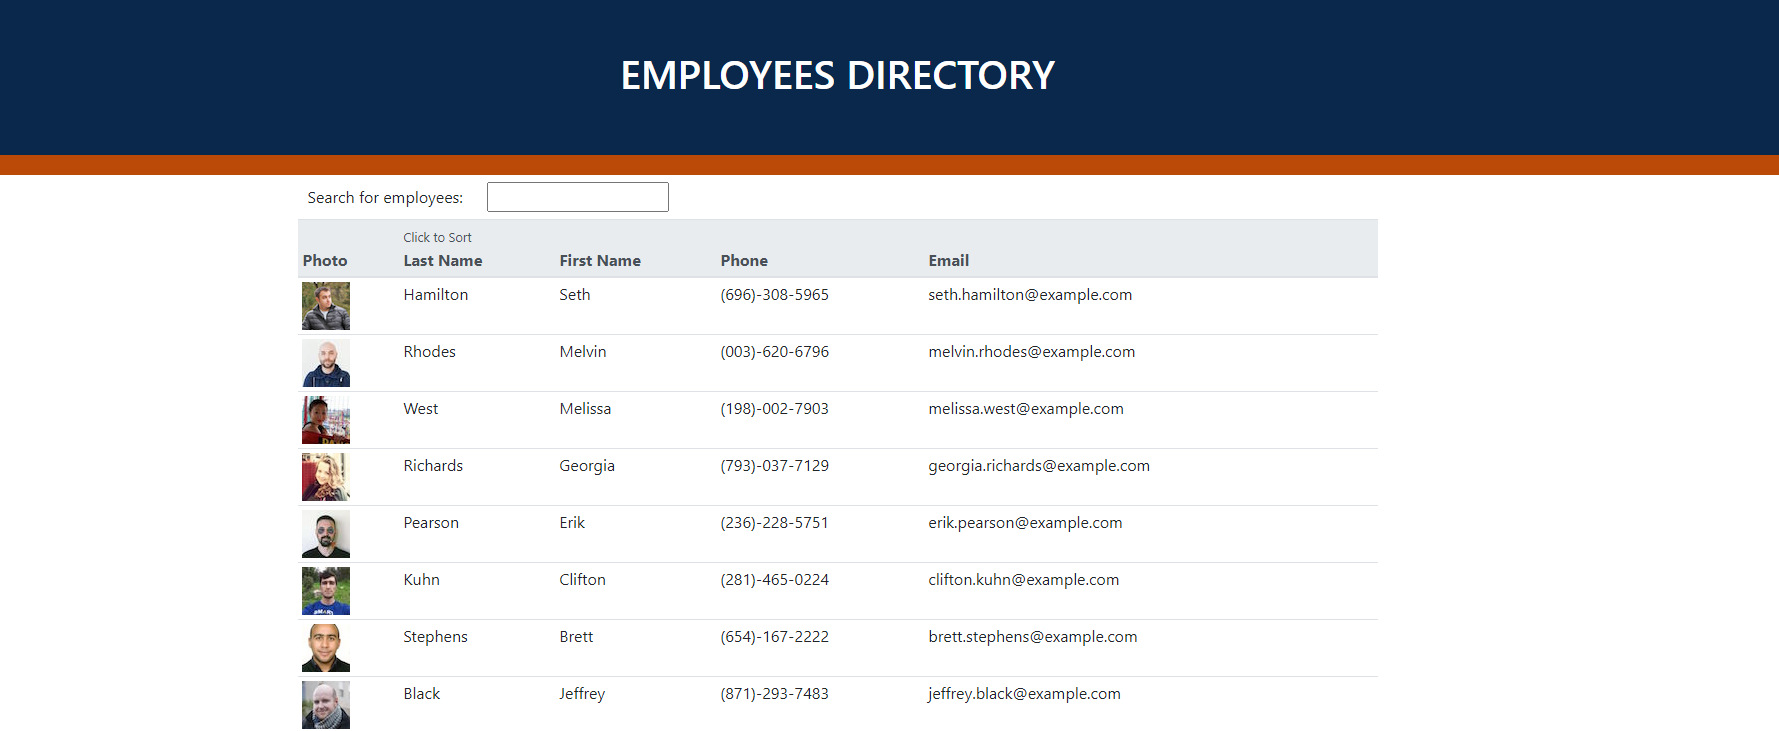 EMPLOYEES DIRECTORY
Search for employees:
Click to Sort
Photo Last Name First Name Phone Email
Hamilton Seth (696)-308-5965 seth.hamilton@example.com
Rhodes Melvin (003)-620-6796 melvin.rhodes@example.com
West Melissa (198)-002-7903 melissa.west@example.com
Richards Georgia (793)-037-7129 georgia.richards@example.com
Pearson Erik (236)-228-5751 erik.pearson@example.com
Kuhn Clifton (281)-465-0224 clifton.kuhn@example.com
Stephens Brett (654)-167-2222 brett.stephens@example.com
Black Jeffrey (871)-293-7483 jeffrey.black@example.com